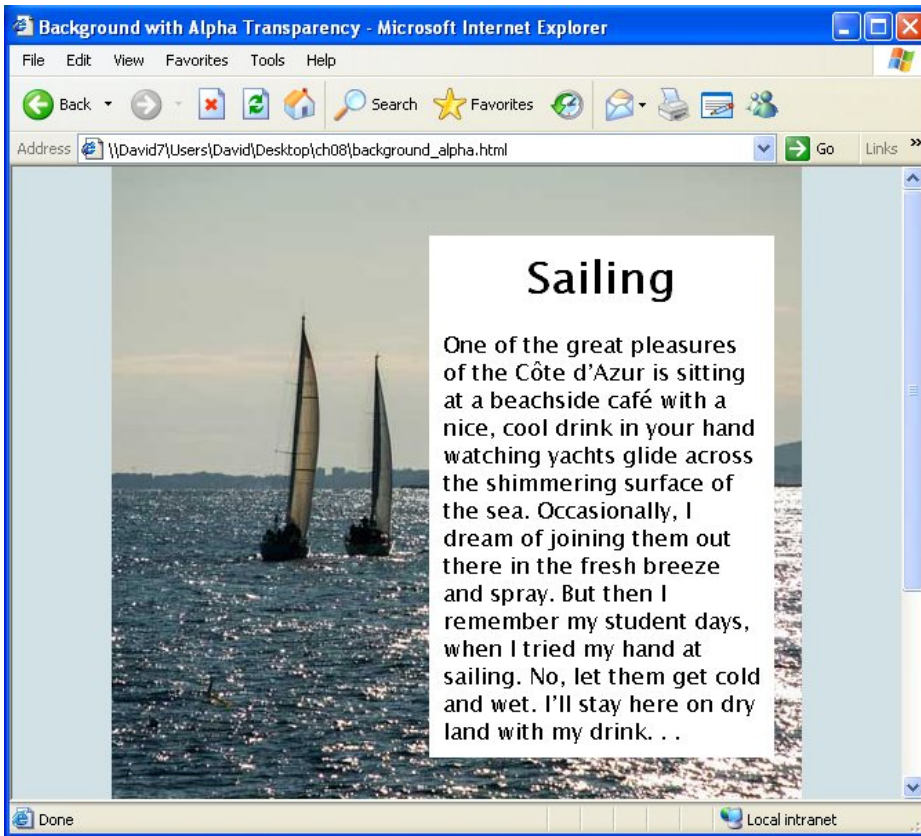 Background with Alpha Transparency - Microsoft Internet Explorer
File Edit View Favorites Tools Help
Back Search Favorites
Address \\David7\Users\David\Desktop\ch08\background_alpha.html Go Links »
Sailing
One of the great pleasures
of the Côte d’Azur is sitting
at a beachside café with a
nice, cool drink in your hand
watching yachts glide across
the shimmering surface of
the sea. Occasionally, I
dream of joining them out
there in the fresh breeze
and spray. But then I
remember my student days,
when I tried my hand at
sailing. No, let them get cold
and wet. I’ll stay here on dry
land with my drink. . .
Done Local intranet